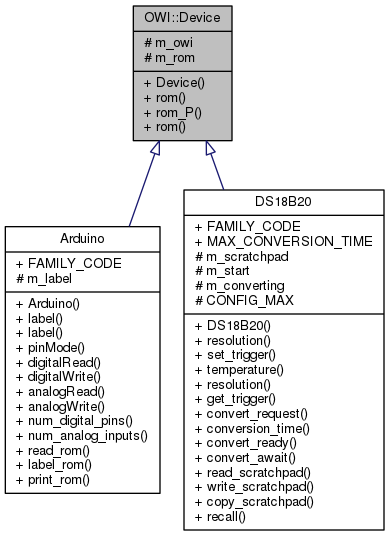 OWI::Device
# m_owi
# m_rom
+ Device()
+ rom()
+ rom_P()
+ rom()
Arduino
+ FAMILY_CODE
# m_label
+ Arduino()
+ label()
+ label()
+ pinMode()
+ digitalRead()
+ digitalWrite()
+ analogRead()
+ analogWrite()
+ num_digital_pins()
+ num_analog_inputs()
+ read_rom()
+ label_rom()
+ print_rom()
DS18B20
+ FAMILY_CODE
+ MAX_CONVERSION_TIME
# m_scratchpad
# m_start
# m_converting
# CONFIG_MAX
+ DS18B20()
+ resolution()
+ set_trigger()
+ temperature()
+ resolution()
+ get_trigger()
+ convert_request()
+ conversion_time()
+ convert_ready()
+ convert_await()
+ read_scratchpad()
+ write_scratchpad()
+ copy_scratchpad()
+ recall()